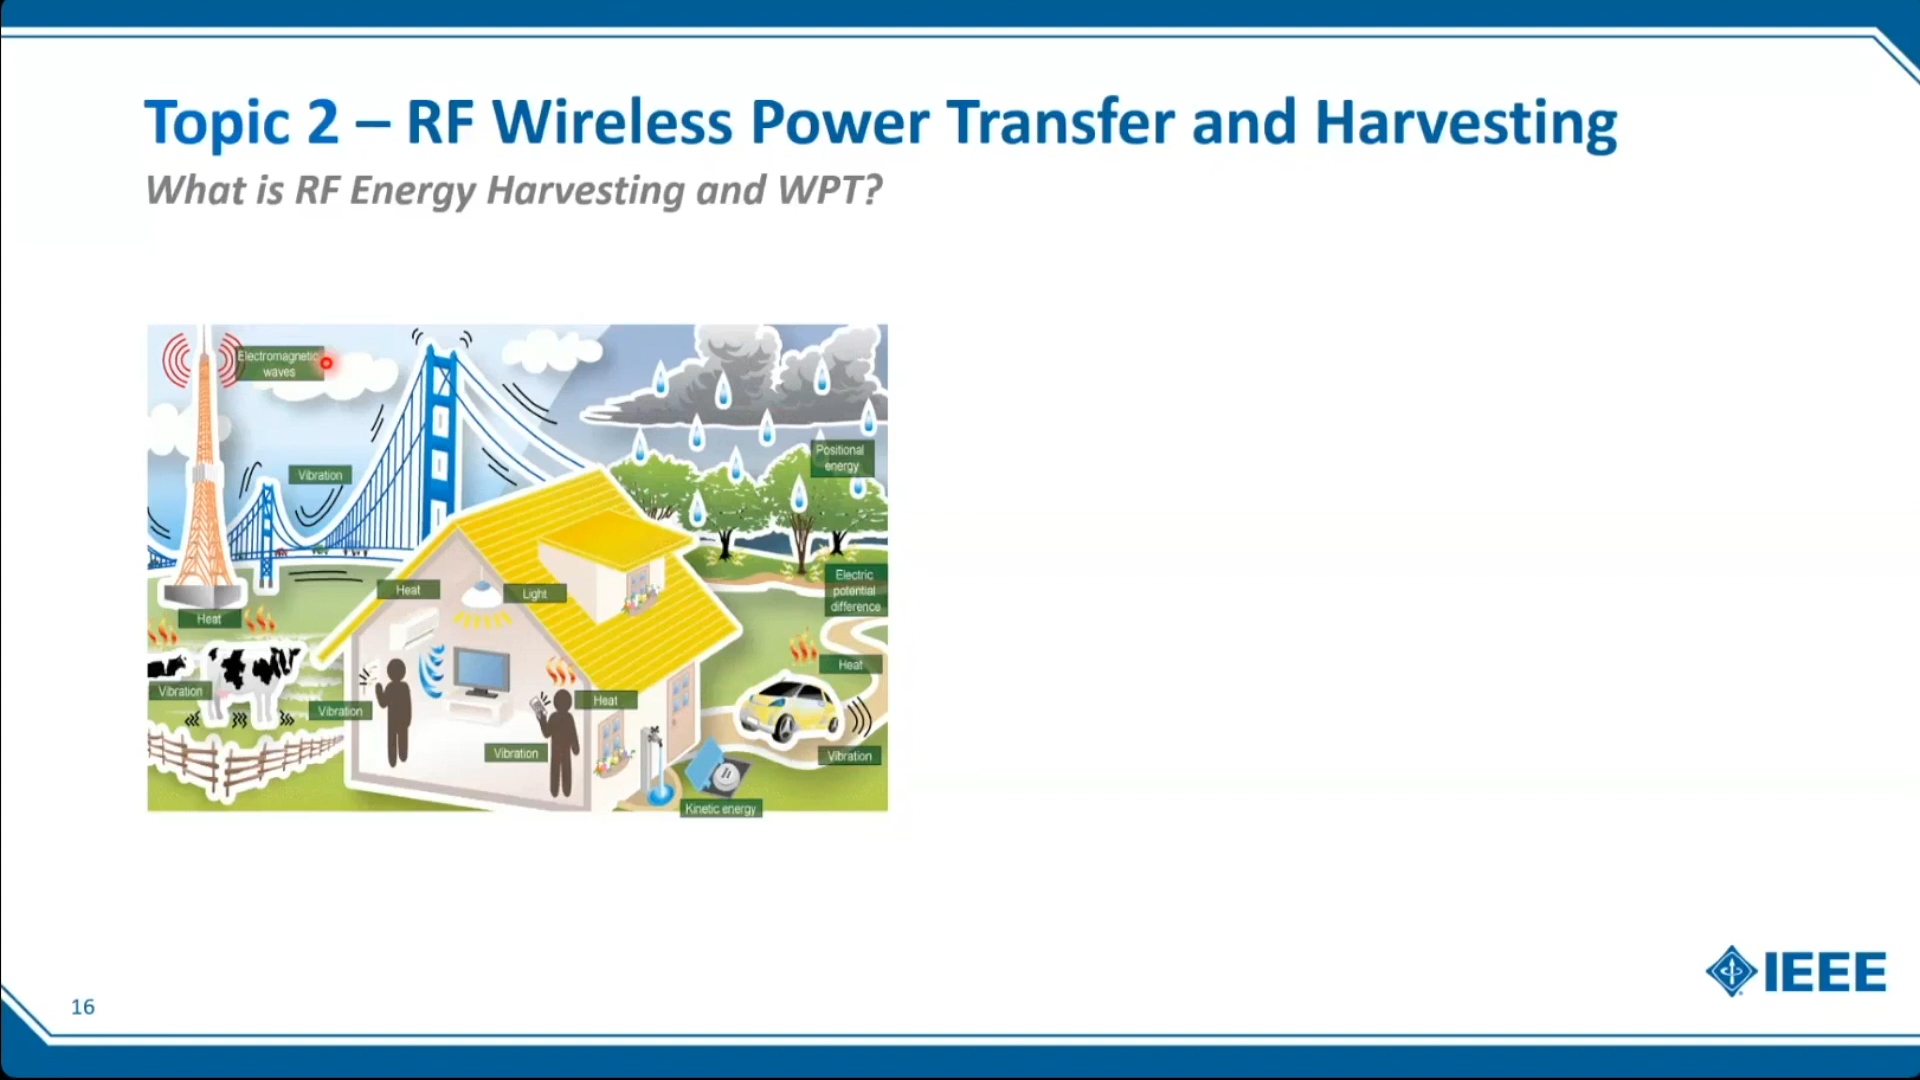 Topic 2 – RF Wireless Power Transfer and Harvesting
What is RF Energy Harvesting and WPT?
Electromagnetic
waves
Vibration
Positional
energy
Heat
Light
Electric
potential
difference
Heat
Heat
Vibration
Vibration
Heat
Vibration
Vibration
Kinetic energy
IEEE
16